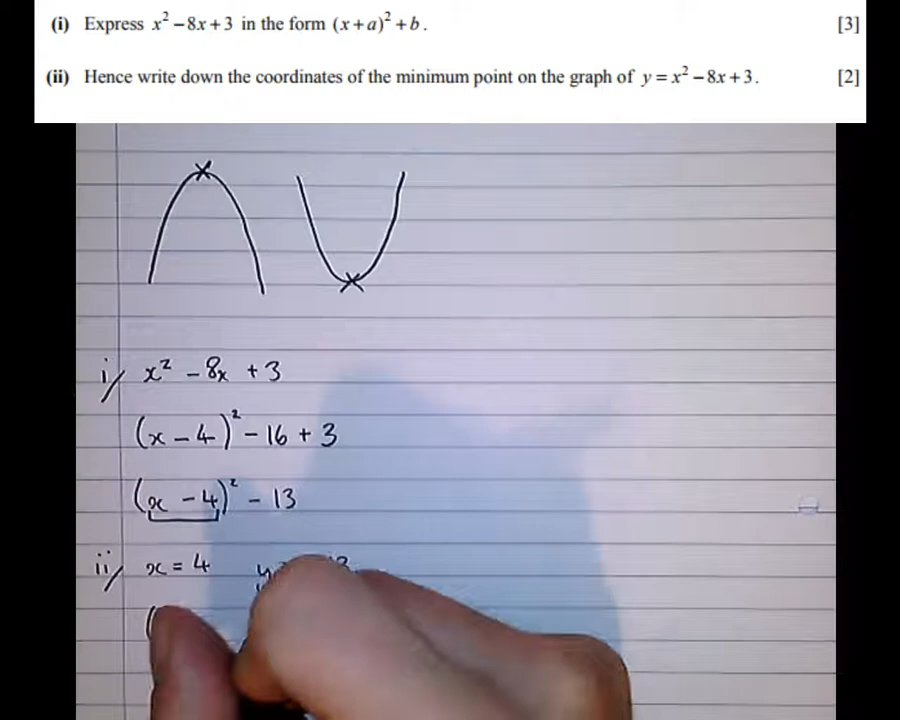 (i) Express x² − 8x + 3 in the form (x + a)² + b. [3]
(ii) Hence write down the coordinates of the minimum point on the graph of y = x² − 8x + 3. [2]
i/ x² − 8x + 3
(x − 4)² − 16 + 3
(x − 4)² − 13
ii/ x = 4 y
(